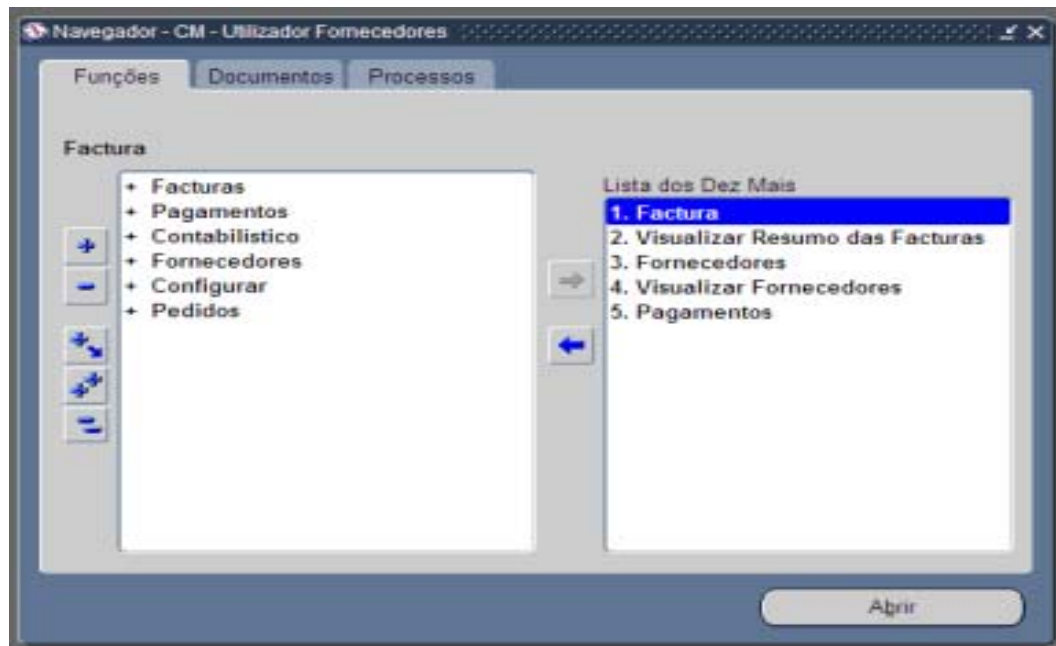 Navegador - CM - Utilizador Fornecedores
Funções Documentos Processos
Factura
+ Facturas
+ Pagamentos
+ Contabilistico
+ Fornecedores
+ Configurar
+ Pedidos
Lista dos Dez Mais
1. Factura
2. Visualizar Resumo das Facturas
3. Fornecedores
4. Visualizar Fornecedores
5. Pagamentos
Abrir